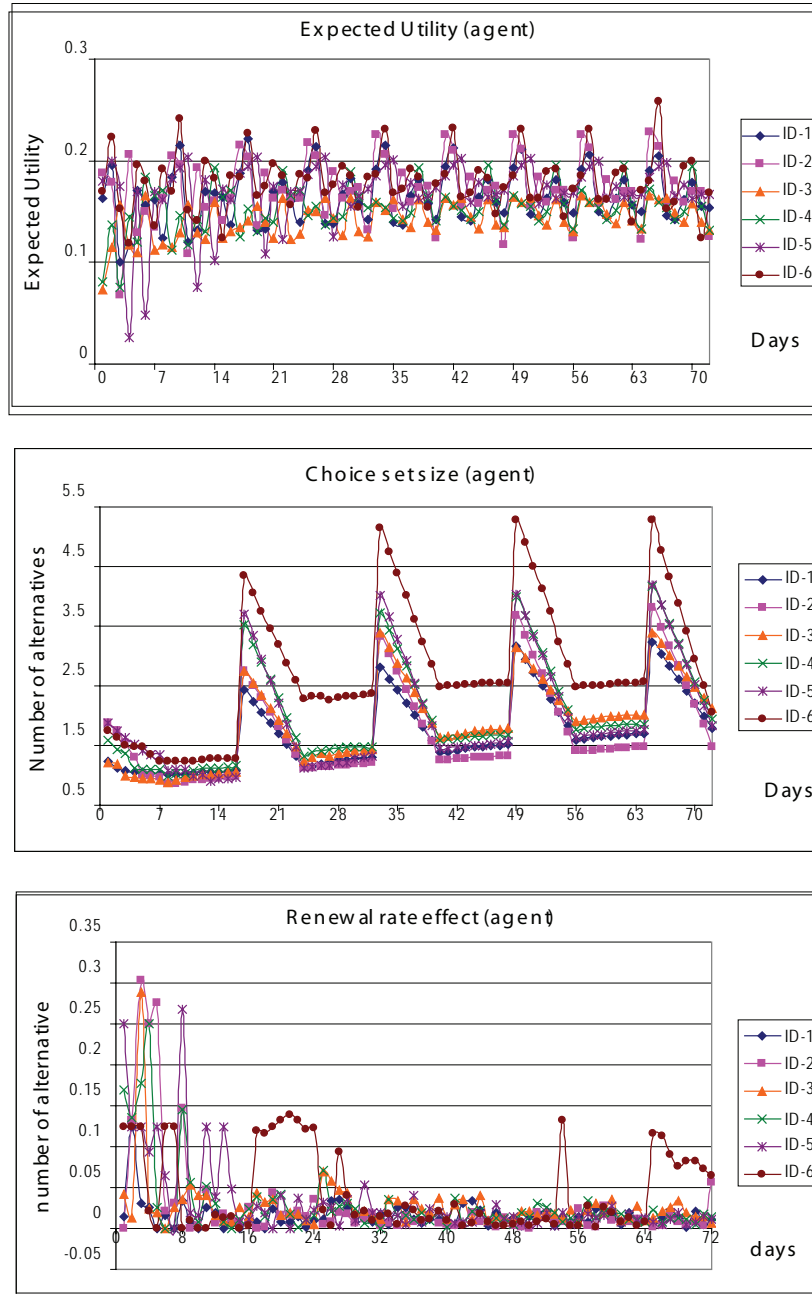 Expected Utility (agent)
0.3
0.2
0.1
0
Expected Utility
0 7 14 21 28 35 42 49 56 63 70
Days
ID-1
ID-2
ID-3
ID-4
ID-5
ID-6
Choice set size (agent)
5.5
4.5
3.5
2.5
1.5
0.5
Number of alternatives
0 7 14 21 28 35 42 49 56 63 70
Days
ID-1
ID-2
ID-3
ID-4
ID-5
ID-6
Renewal rate effect (agent)
0.35
0.3
0.25
0.2
0.15
0.1
0.05
0
-0.05
number of alternative
0 8 16 24 32 40 48 56 64 72
days
ID-1
ID-2
ID-3
ID-4
ID-5
ID-6